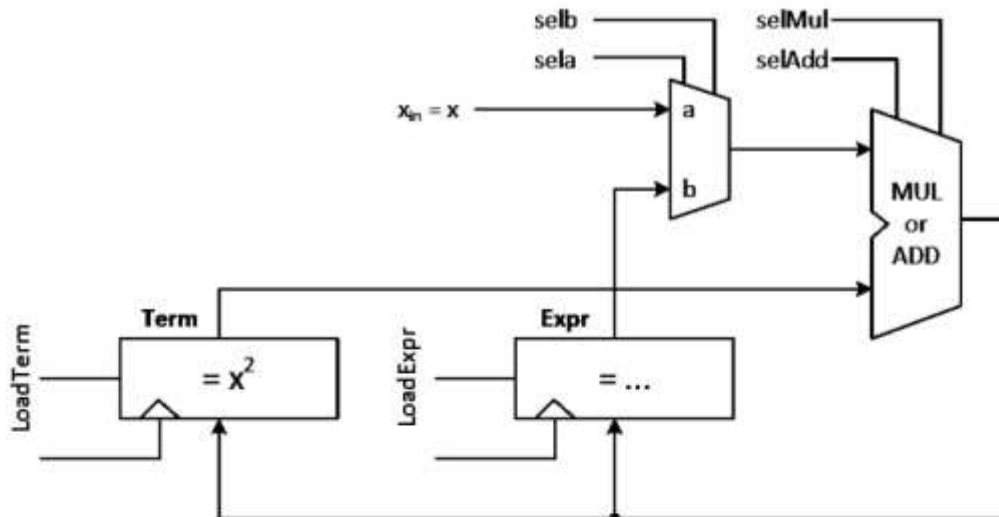 selb
selMul
sela
selAdd
xin = x
a
b
MUL
or
ADD
Term
Expr
LoadTerm
= x²
LoadExpr
= ...